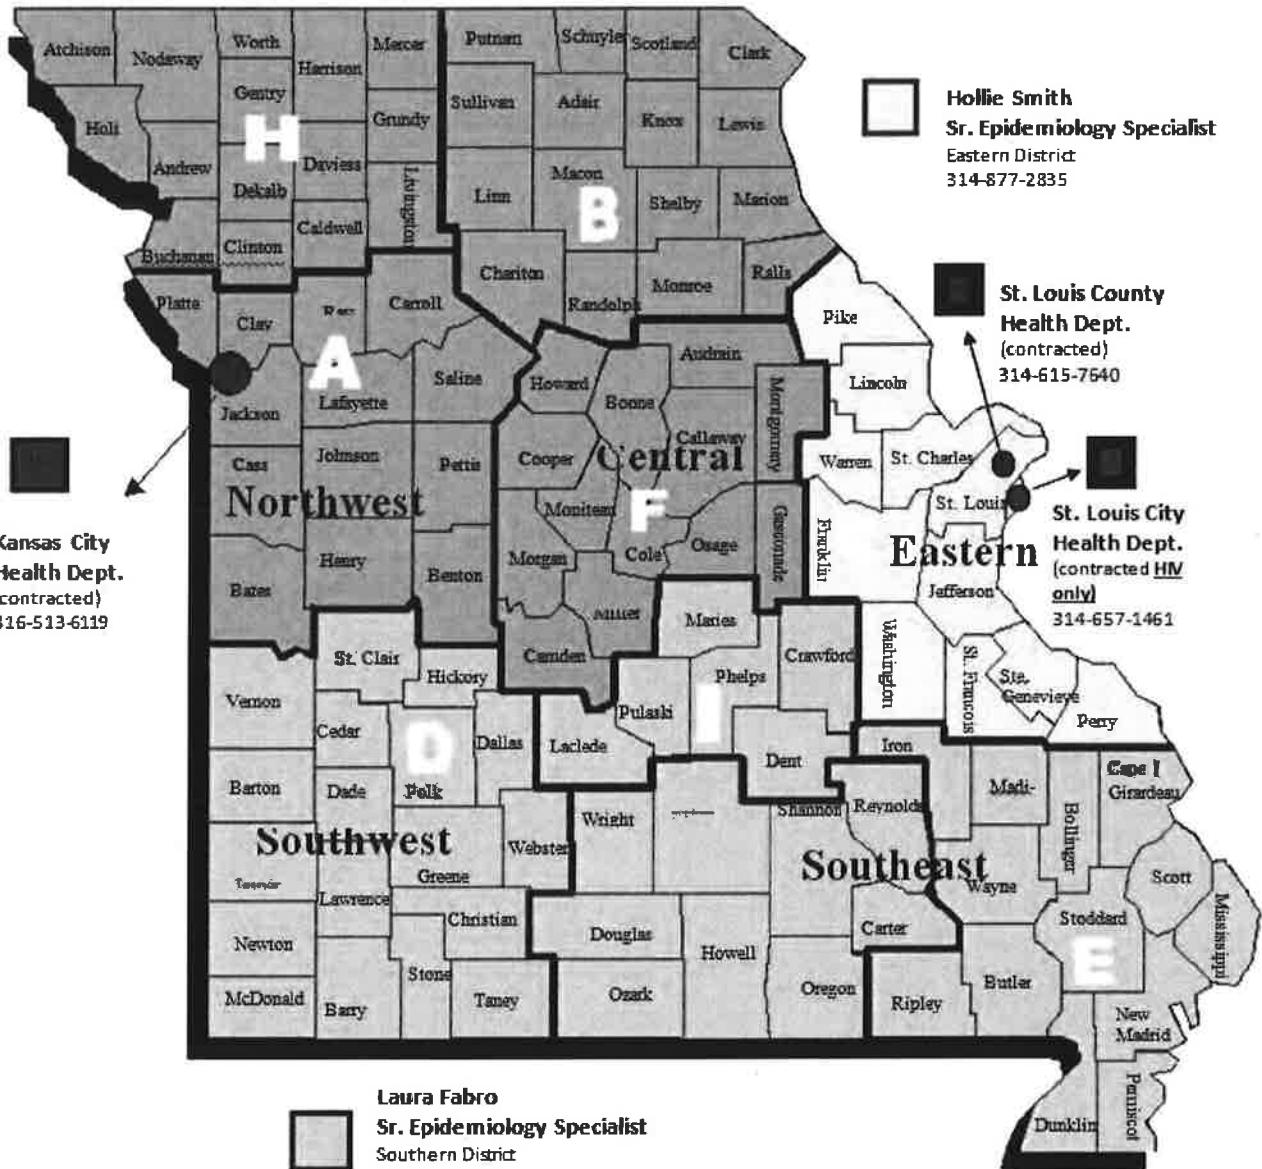 Atchison
Nodaway
Worth
Harrison
Mercer
Putnam
Schuyler
Scotland
Clark
Holt
Gentry
Grundy
Sullivan
Adair
Knox
Lewis
H
Andrew
Daviess
Livingston
Dekalb
Linn
Macon
B
Shelby
Marion
Buchanan
Clinton
Caldwell
Chariton
Randolph
Monroe
Ralls
Platte
Clay
Carroll
Pike
A
Saline
Howard
Boone
Audrain
Lincoln
Montgomery
Jackson
Lafayette
Callaway
Cass
Johnson
Pettis
Cooper
Central
Warren
St. Charles
Northwest
Moniteau
F
St. Louis
Morgan
Cole
Osage
Gasconade
Franklin
Eastern
Bates
Henry
Benton
Miller
Jefferson
Camden
Maries
Crawford
Washington
St. Francois
Ste.
Genevieve
Perry
St. Clair
Hickory
Phelps
Pulaski
I
Vernon
Cedar
D
Dallas
Laclede
Dent
Iron
Barton
Dade
Polk
Wright
Shannon
Reynolds
Madi-
Bollinger
Cape
Girardeau
Southwest
Webster
Southeast
Greene
Lawrence
Christian
Wayne
Scott
Mississippi
Stoddard
Newton
Douglas
Howell
Carter
E
Stone
McDonald
Barry
Taney
Ozark
Oregon
Ripley
Butler
New
Madrid
Dunklin
Pemiscot
Hollie Smith
Sr. Epidemiology Specialist
Eastern District
314-877-2835
St. Louis County
Health Dept.
(contracted)
314-615-7640
St. Louis City
Health Dept.
(contracted HIV
only)
314-657-1461
Kansas City
Health Dept.
contracted)
816-513-6119
Laura Fabro
Sr. Epidemiology Specialist
Southern District